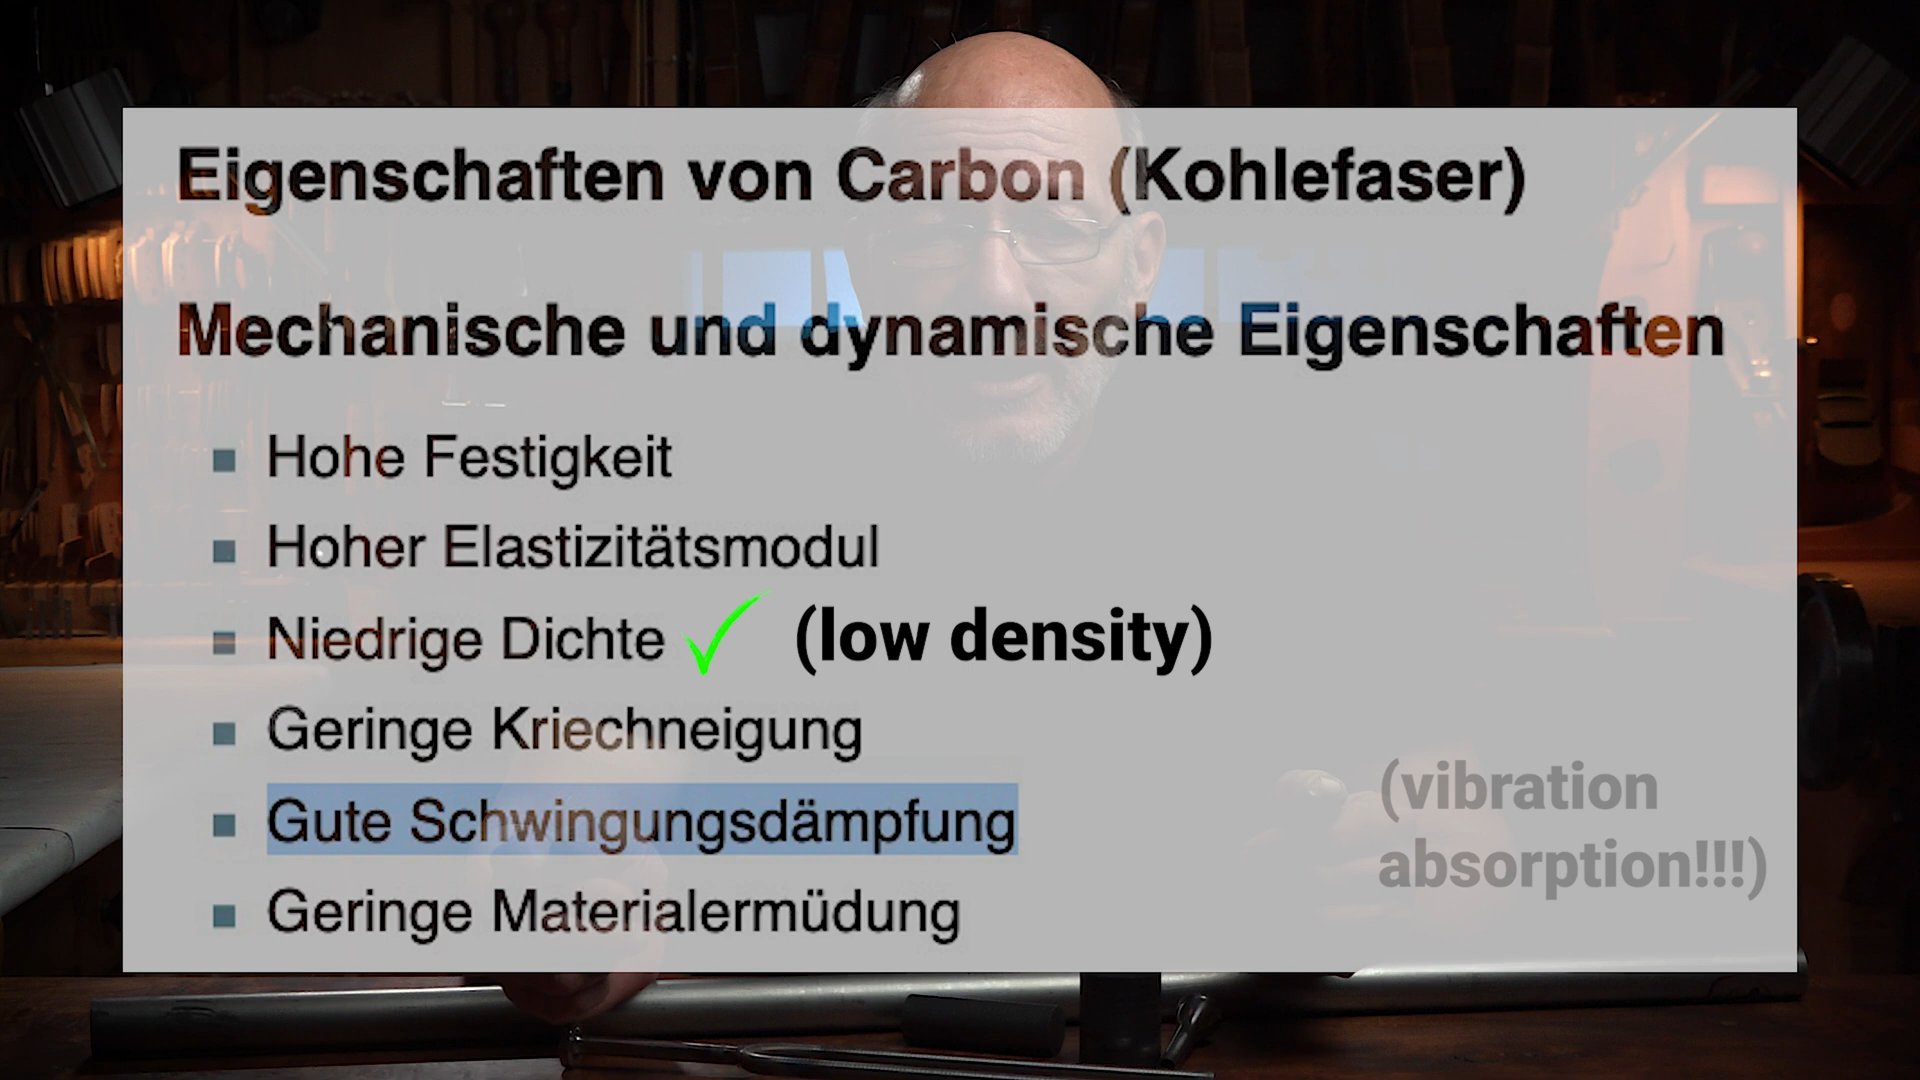 Eigenschaften von Carbon (Kohlefaser)
Mechanische und dynamische Eigenschaften
Hohe Festigkeit
Hoher Elastizitätsmodul
Niedrige Dichte ✓ (low density)
Geringe Kriechneigung
Gute Schwingungsdämpfung
(vibration
absorption!!!)
Geringe Materialermüdung